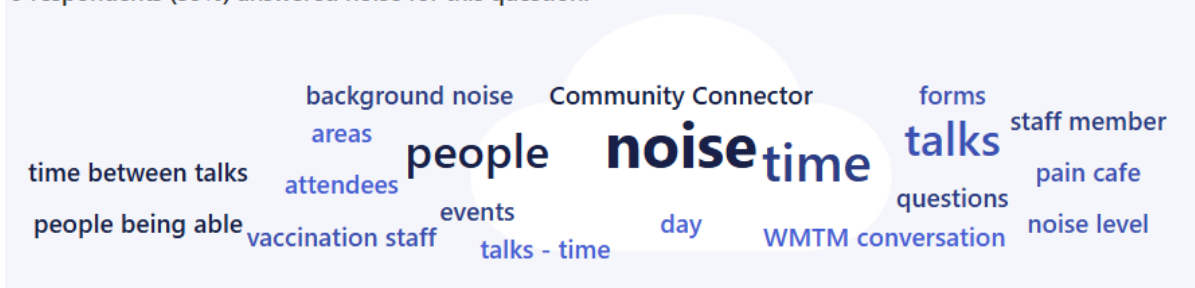 background noise Community Connector forms
areas people noise time talks staff member
time between talks attendees pain cafe
people being able events questions noise level
vaccination staff talks - time day WMTM conversation